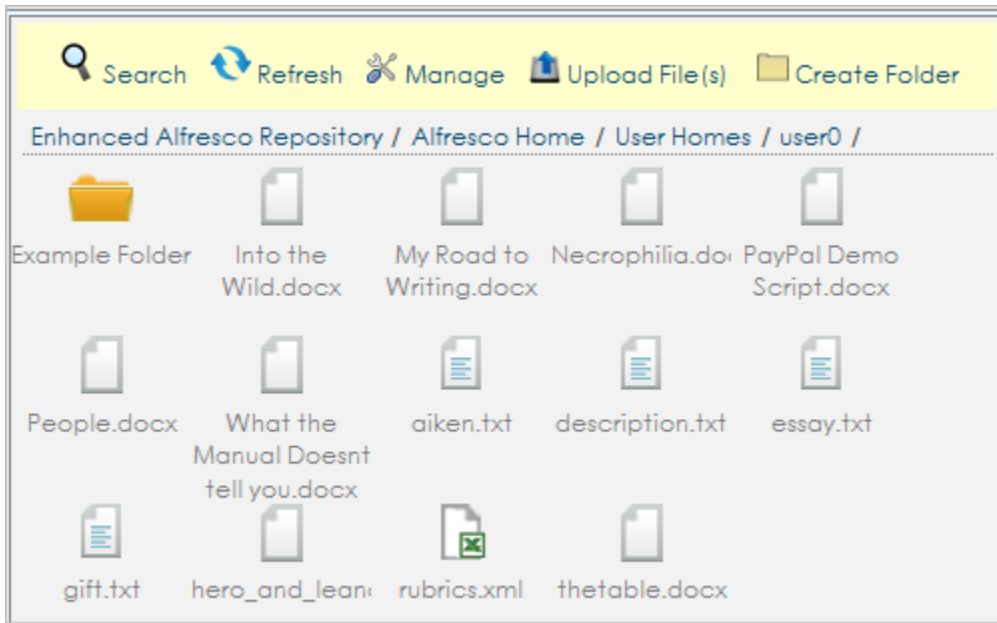 Search Refresh Manage Upload File(s) Create Folder
Enhanced Alfresco Repository / Alfresco Home / User Homes / user0 /
Example Folder
Into the
Wild.docx
My Road to
Writing.docx
Necrophilia.do
PayPal Demo
Script.docx
People.docx
What the
Manual Doesnt
tell you.docx
aiken.txt
description.txt
essay.txt
gift.txt
hero_and_lean
rubrics.xml
thetable.docx